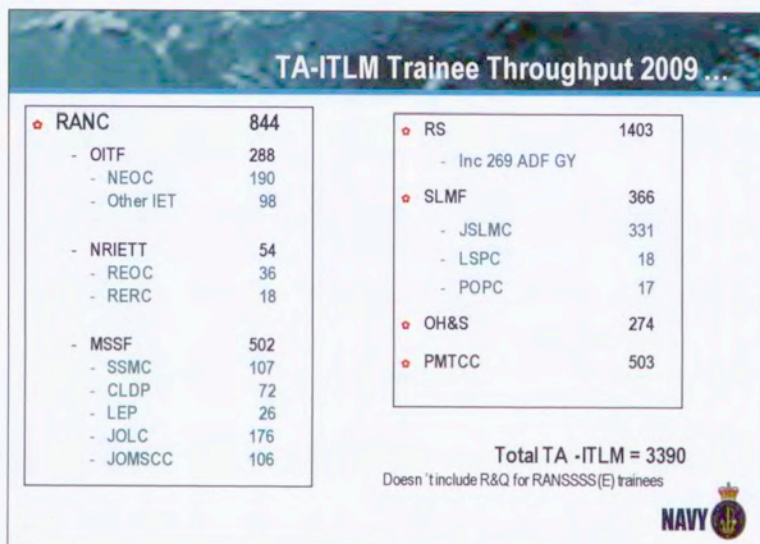 TA-ITLM Trainee Throughput 2009 ...
RANC 844
- OITF 288
- NEOC 190
- Other IET 98
- NRIETT 54
- REOC 36
- RERC 18
- MSSF 502
- SSMC 107
- CLDP 72
- LEP 26
- JOLC 176
- JOMSCC 106
RS 1403
- Inc 269 ADF GY
SLMF 366
- JSLMC 331
- LSPC 18
- POPC 17
OH&S 274
PMTCC 503
Total TA -ITLM = 3390
Doesn´t include R&Q for RANSSSS(E) trainees
NAVY